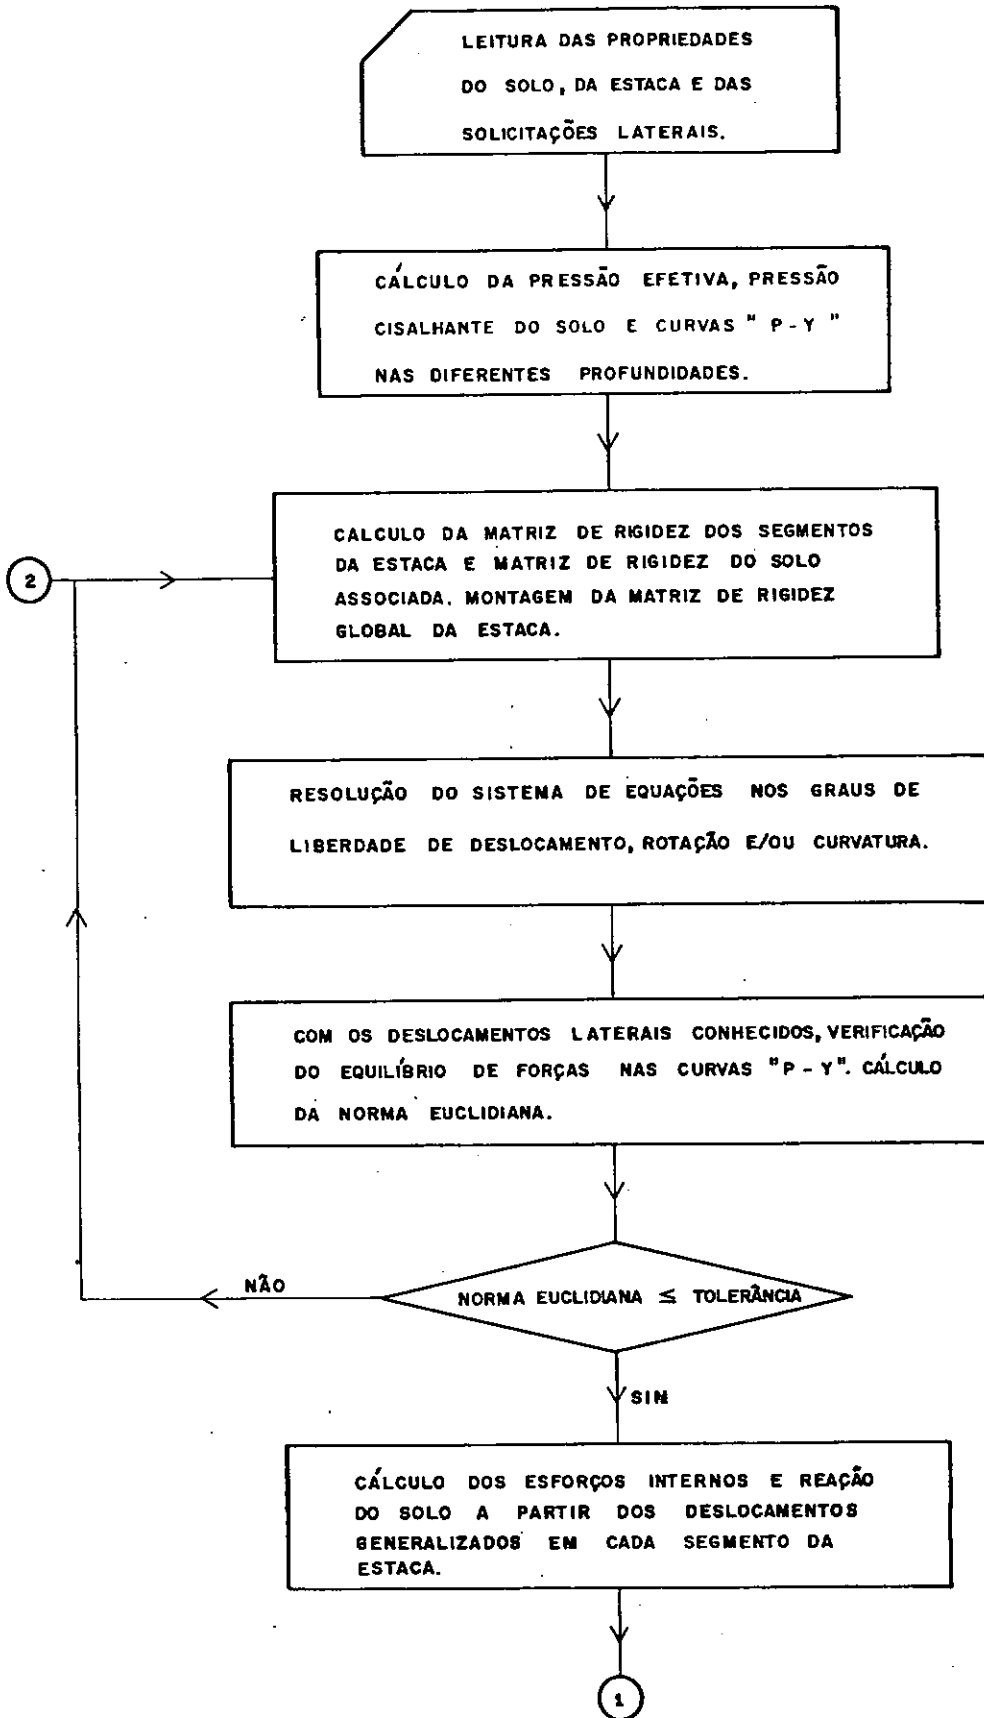 LEITURA DAS PROPRIEDADES
DO SOLO, DA ESTACA E DAS
SOLICITAÇÕES LATERAIS.
CÁLCULO DA PRESSÃO EFETIVA, PRESSÃO
CISALHANTE DO SOLO E CURVAS " P - Y "
NAS DIFERENTES PROFUNDIDADES.
2
CALCULO DA MATRIZ DE RIGIDEZ DOS SEGMENTOS
DA ESTACA E MATRIZ DE RIGIDEZ DO SOLO
ASSOCIADA. MONTAGEM DA MATRIZ DE RIGIDEZ
GLOBAL DA ESTACA.
RESOLUÇÃO DO SISTEMA DE EQUAÇÕES NOS GRAUS DE
LIBERDADE DE DESLOCAMENTO, ROTAÇÃO E/OU CURVATURA.
COM OS DESLOCAMENTOS LATERAIS CONHECIDOS, VERIFICAÇÃO
DO EQUILÍBRIO DE FORÇAS NAS CURVAS "P - Y". CÁLCULO
DA NORMA EUCLIDIANA.
NÃO
NORMA EUCLIDIANA ≤ TOLERÂNCIA
SIM
CÁLCULO DOS ESFORÇOS INTERNOS E REAÇÃO
DO SOLO A PARTIR DOS DESLOCAMENTOS
GENERALIZADOS EM CADA SEGMENTO DA
ESTACA.
1